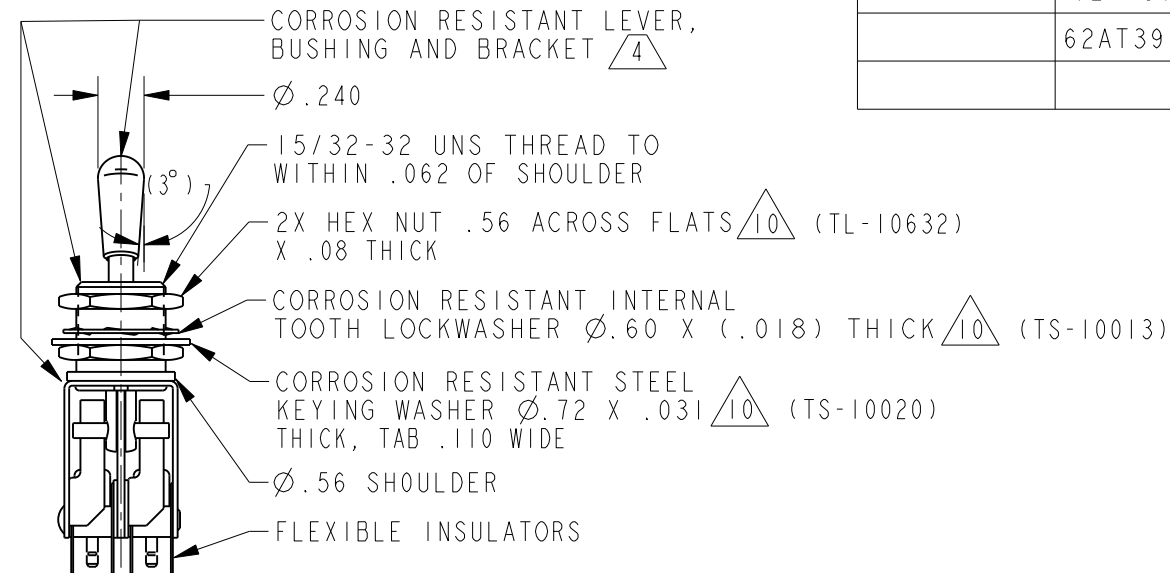 CORROSION RESISTANT LEVER,
BUSHING AND BRACKET 4
Ø.240
15/32-32 UNS THREAD TO
WITHIN .062 OF SHOULDER
(3°)
2X HEX NUT .56 ACROSS FLATS 10 (TL-10632)
X .08 THICK
CORROSION RESISTANT INTERNAL
TOOTH LOCKWASHER Ø.60 X (.018) THICK 10 (TS-10013)
CORROSION RESISTANT STEEL
KEYING WASHER Ø.72 X .031 10 (TS-10020)
THICK, TAB .110 WIDE
Ø.56 SHOULDER
FLEXIBLE INSULATORS
62AT39